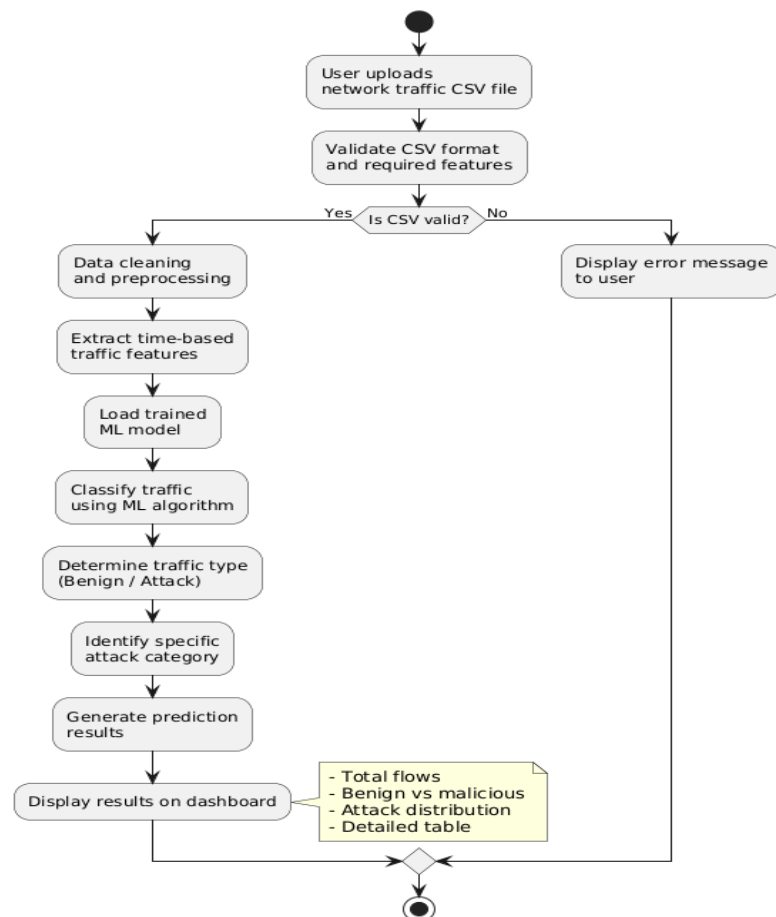 User uploads
network traffic CSV file
Validate CSV format
and required features
Yes
Is CSV valid?
No
Data cleaning
and preprocessing
Display error message
to user
Extract time-based
traffic features
Load trained
ML model
Classify traffic
using ML algorithm
Determine traffic type
(Benign / Attack)
Identify specific
attack category
Generate prediction
results
Display results on dashboard
- Total flows
- Benign vs malicious
- Attack distribution
- Detailed table